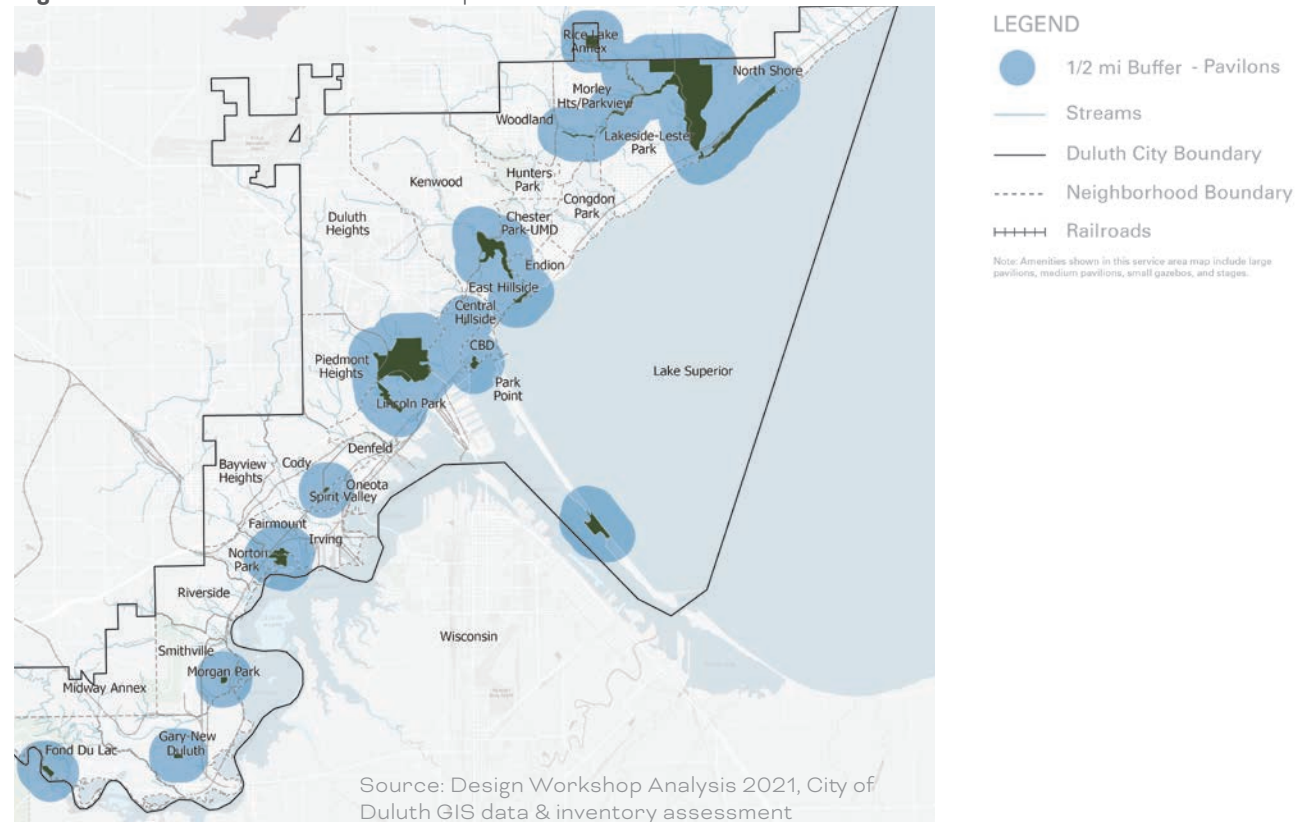 Rice Lake
Annex
North Shore
Morley
Hts/Parkview
Woodland
Lakeside-Lester
Park
Hunters
Park
Kenwood
Congdon
Park
Duluth
Heights
Chester
Park-UMD
Endion
East Hillside
Central
Hillside
CBD
Piedmont
Heights
Park
Point
Lake Superior
Lincoln Park
Denfeld
Cody
Bayview
Heights
Oneota
Spirit Valley
Fairmount
Irving
Norton
Park
Riverside
Wisconsin
Smithville
Morgan Park
Midway Annex
Gary-New
Duluth
Fond Du Lac
Source: Design Workshop Analysis 2021, City of
Duluth GIS data & inventory assessment
LEGEND
1/2 mi Buffer - Pavilons
Streams
Duluth City Boundary
Neighborhood Boundary
Railroads
Note: Amenities shown in this service area map include large
pavilions, medium pavilions, small gazebos, and stages.